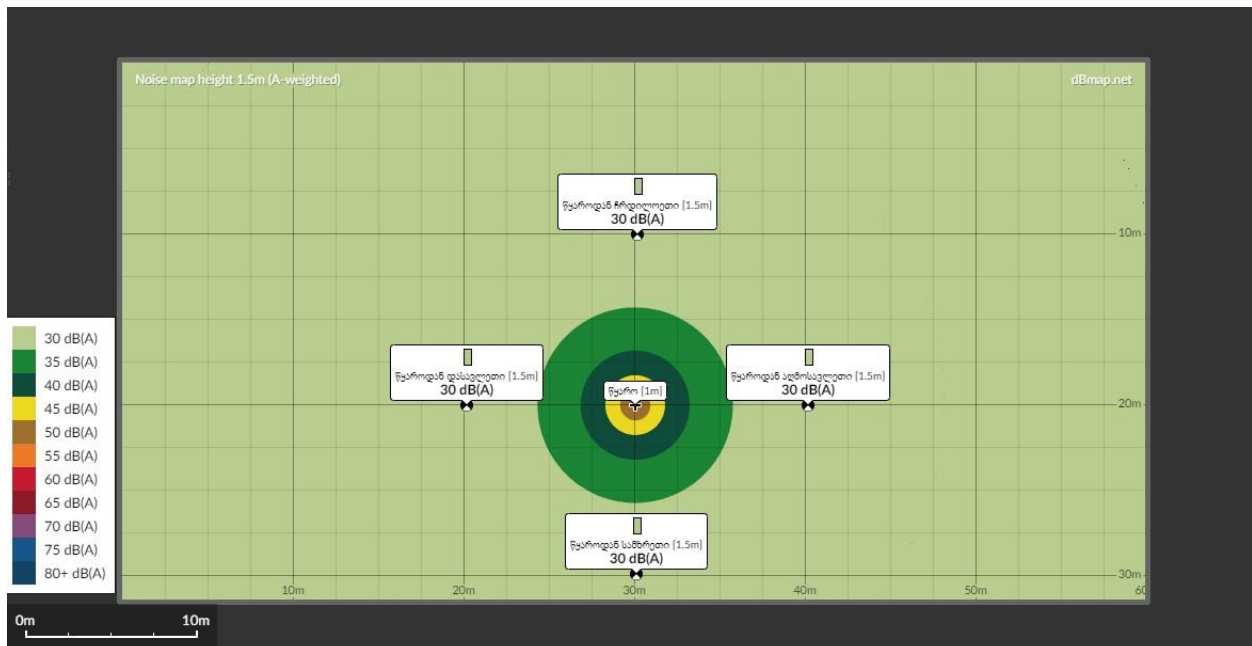 Noise map height 1.5m (A-weighted)
dBmap.net
წყაროდან ჩრდილოეთი [1.5m]
30 dB(A)
10m
წყაროდან დასავლეთი [1.5m]
30 dB(A)
წყარო [1m]
წყაროდან აღმოსავლეთი [1.5m]
30 dB(A)
20m
წყაროდან სამხრეთი [1.5m]
30 dB(A)
30m
10m
20m
30m
40m
50m
60
30 dB(A)
35 dB(A)
40 dB(A)
45 dB(A)
50 dB(A)
55 dB(A)
60 dB(A)
65 dB(A)
70 dB(A)
75 dB(A)
80+ dB(A)
0m
10m